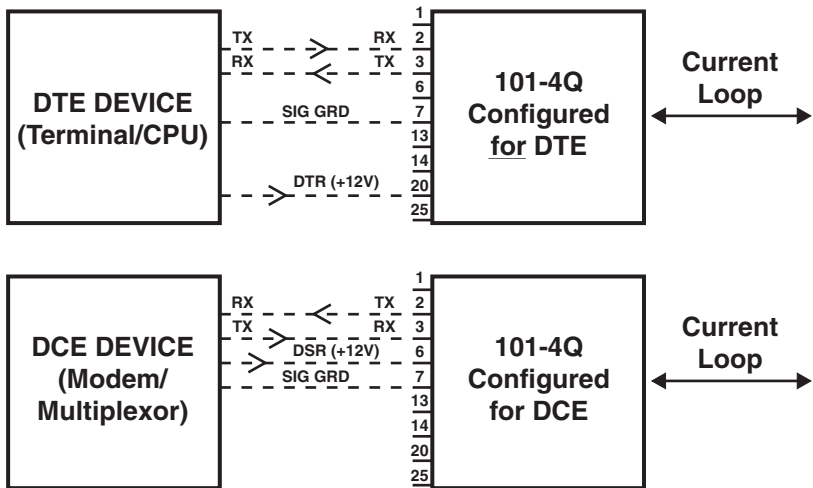 1
TX RX 2
RX TX 3
6
SIG GRD 7
13
14
DTR (+12V) 20
25
DTE DEVICE
(Terminal/CPU)
101-4Q
Configured
for DTE
Current
Loop
1
RX TX 2
TX RX 3
DSR (+12V) 6
SIG GRD 7
13
14
20
25
DCE DEVICE
(Modem/
Multiplexor)
101-4Q
Configured
for DCE
Current
Loop